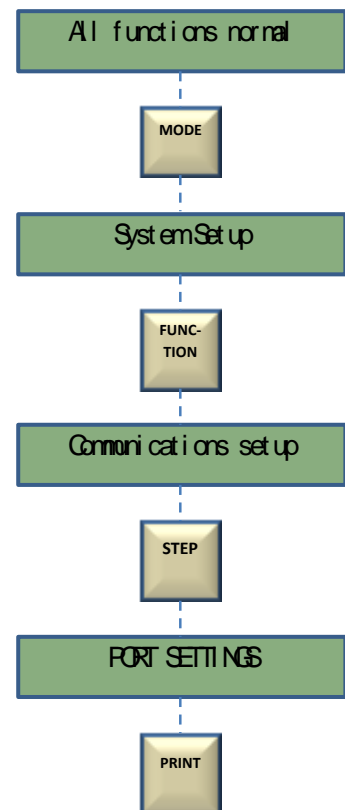 All functions normal
MODE
System Setup
FUNC-
TION
Communications setup
STEP
PORT SETTINGS
PRINT